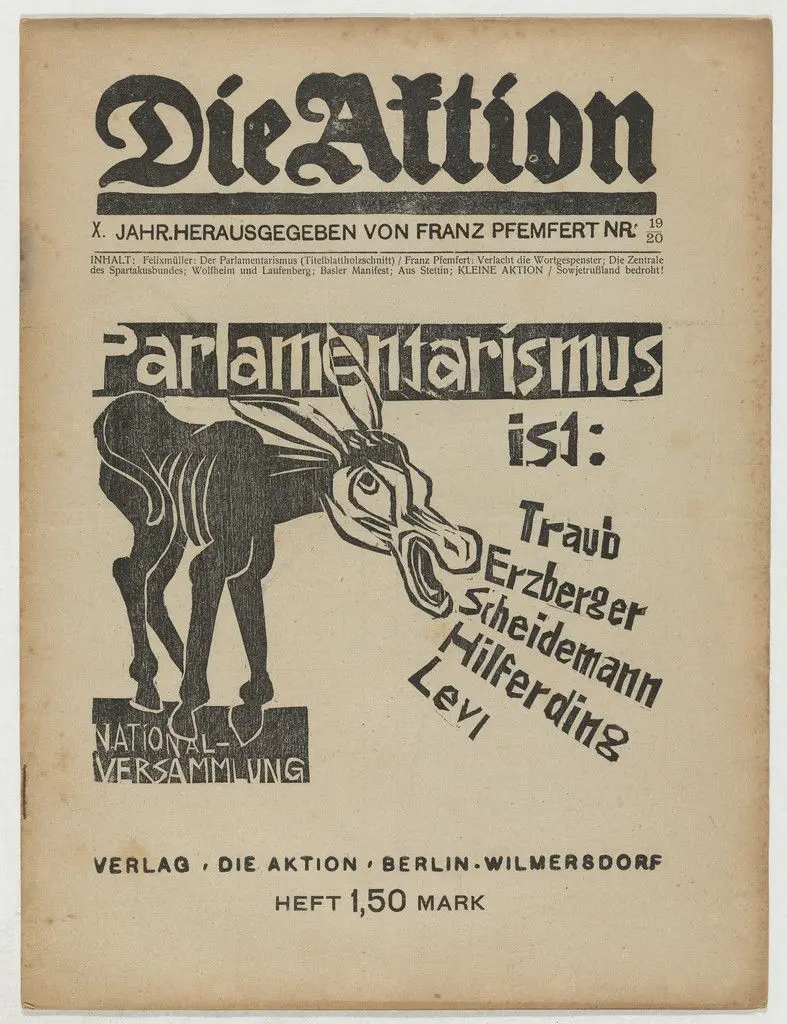 Die Aktion
X. JAHR.HERAUSGEGEBEN VON FRANZ PFEMFERT NR. 19/20
INHALT: Felixmüller: Der Parlamentarismus (Titelblattholzschnitt) / Franz Pfemfert: Verlacht die Wortgespenster; Die Zentrale
des Spartakusbundes; Wolffheim und Laufenberg; Basler Manifest; Aus Stettin; KLEINE AKTION / Sowjetrußland bedroht!
Parlamentarismus
ist:
Traub
Erzberger
Scheidemann
Hilferding
Levi
NATIONAL-
VERSAMMLUNG
VERLAG , DIE AKTION , BERLIN-WILMERSDORF
HEFT 1,50 MARK